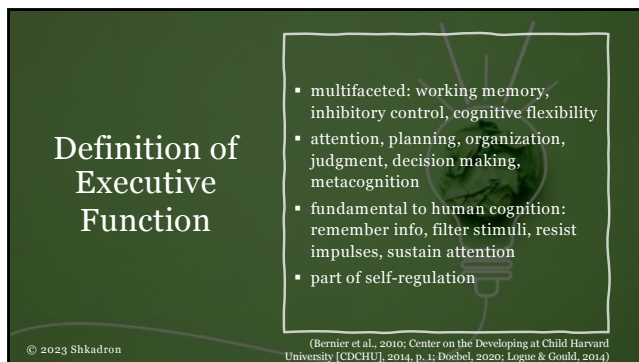 Definition of
Executive
Function
▪ multifaceted: working memory,
inhibitory control, cognitive flexibility
▪ attention, planning, organization,
judgment, decision making,
metacognition
▪ fundamental to human cognition:
remember info, filter stimuli, resist
impulses, sustain attention
▪ part of self-regulation
(Bernier et al., 2010; Center on the Developing at Child Harvard
University [CDCHU], 2014, p. 1; Doebel, 2020; Logue & Gould, 2014)
© 2023 Shkadron